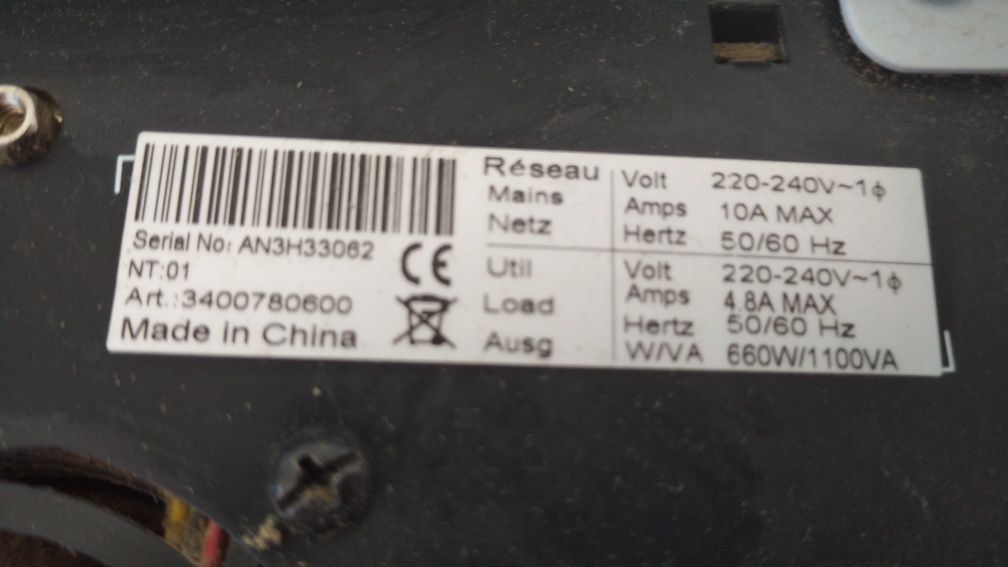 Serial No: AN3H33062
NT:01
Art.:3400780600
Made in China
CE
Réseau
Mains
Netz
Volt 220-240V~1ϕ
Amps 10A MAX
Hertz 50/60 Hz
Util
Load
Ausg
Volt 220-240V~1ϕ
Amps 4.8A MAX
Hertz 50/60 Hz
W/VA 660W/1100VA